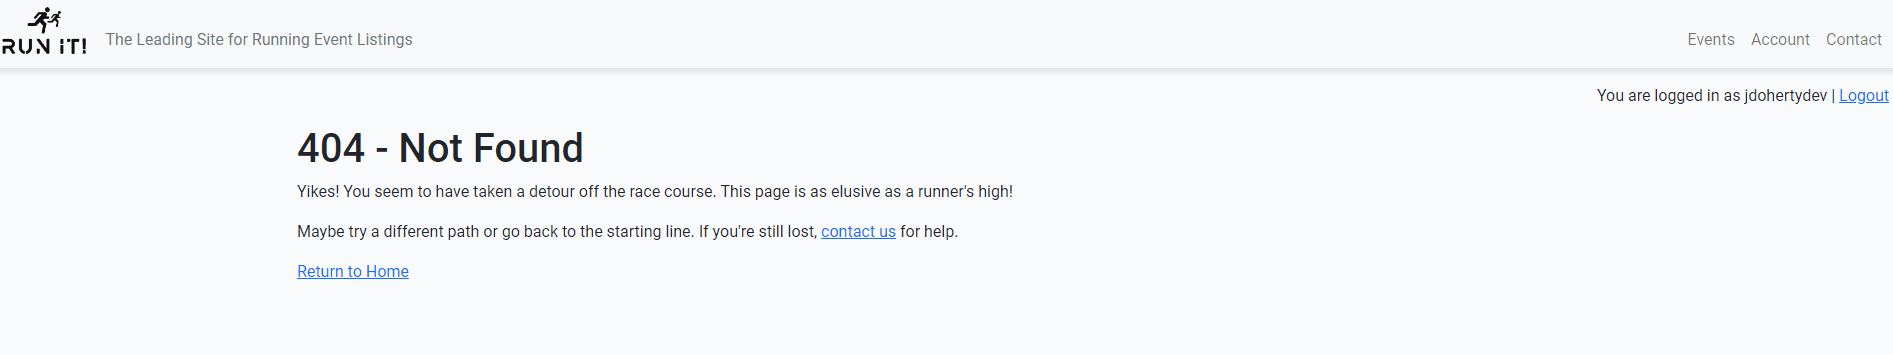 RUN iT!
The Leading Site for Running Event Listings
Events Account Contact
You are logged in as jdohertydev | Logout
404 - Not Found
Yikes! You seem to have taken a detour off the race course. This page is as elusive as a runner's high!
Maybe try a different path or go back to the starting line. If you're still lost, contact us for help.
Return to Home